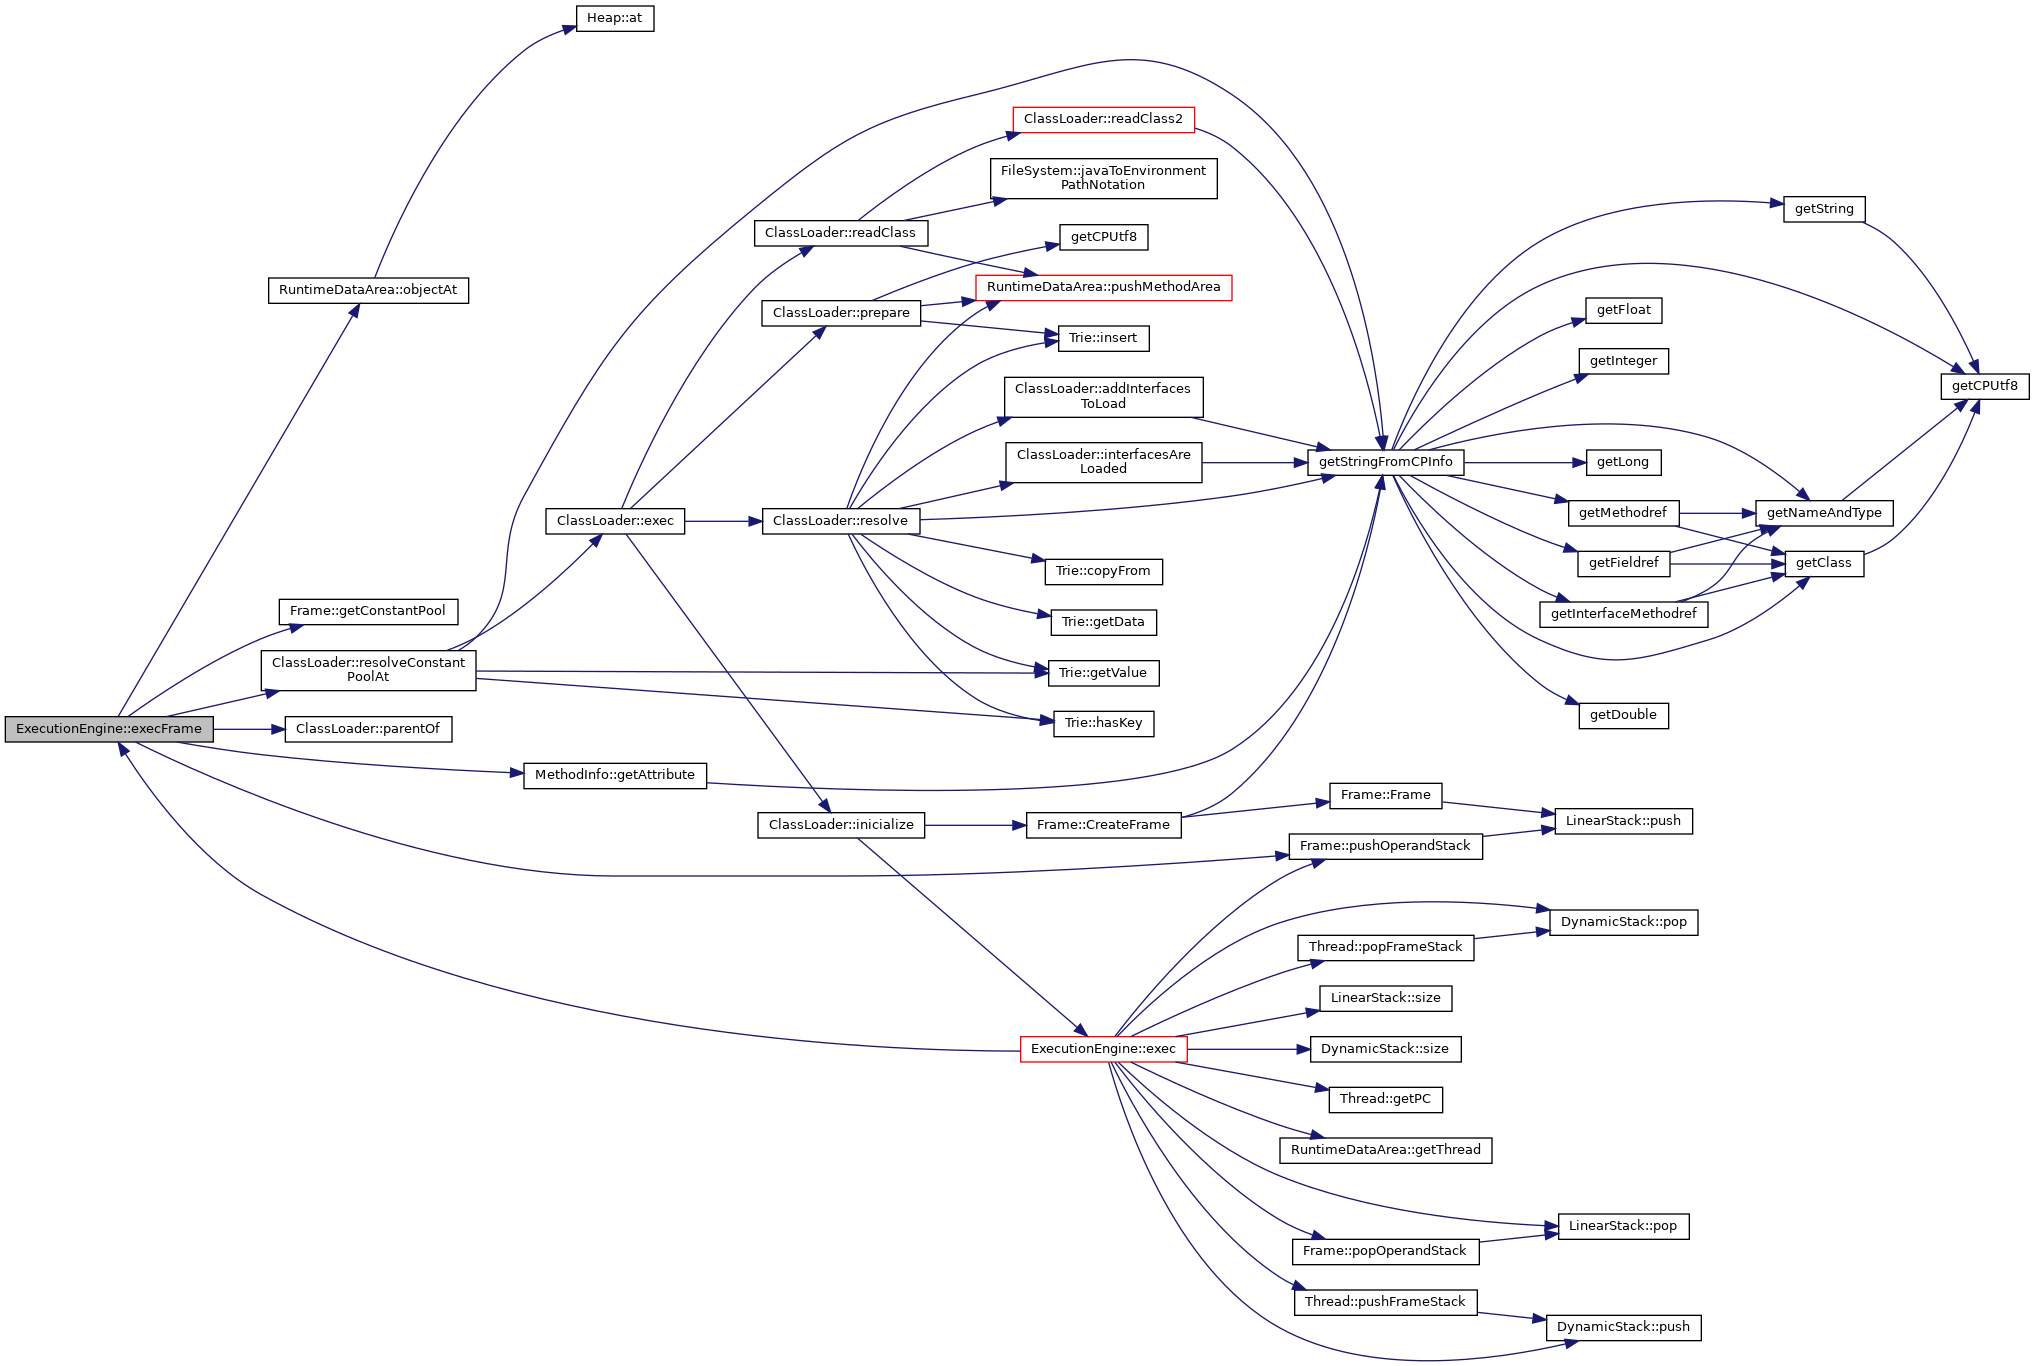 Heap::at
ClassLoader::readClass2
FileSystem::javaToEnvironment
PathNotation
getString
ClassLoader::readClass
getCPUtf8
RuntimeDataArea::objectAt
RuntimeDataArea::pushMethodArea
ClassLoader::prepare
getFloat
Trie::insert
getInteger
ClassLoader::addInterfaces
ToLoad
getCPUtf8
ClassLoader::interfacesAre
Loaded
getStringFromCPInfo
getLong
ClassLoader::exec
ClassLoader::resolve
getMethodref
getNameAndType
Trie::copyFrom
getFieldref
getClass
Frame::getConstantPool
Trie::getData
getInterfaceMethodref
ClassLoader::resolveConstant
PoolAt
Trie::getValue
ExecutionEngine::execFrame
ClassLoader::parentOf
Trie::hasKey
getDouble
MethodInfo::getAttribute
Frame::Frame
ClassLoader::inicialize
Frame::CreateFrame
LinearStack::push
Frame::pushOperandStack
DynamicStack::pop
Thread::popFrameStack
LinearStack::size
ExecutionEngine::exec
DynamicStack::size
Thread::getPC
RuntimeDataArea::getThread
LinearStack::pop
Frame::popOperandStack
Thread::pushFrameStack
DynamicStack::push